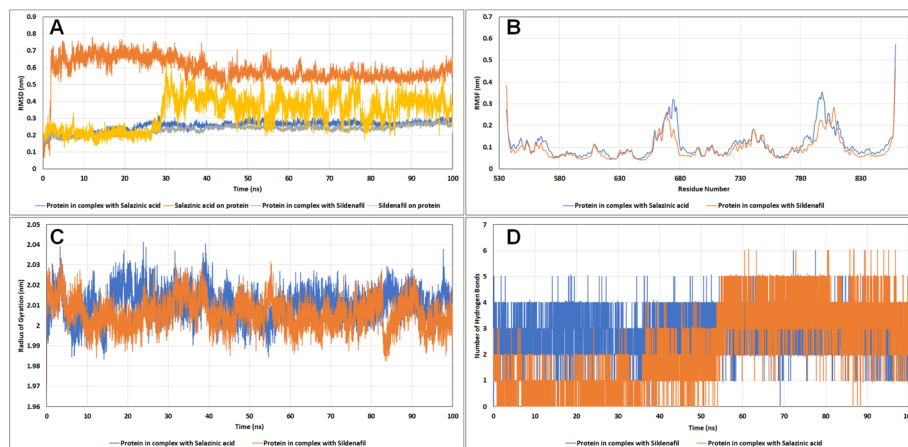 A
RMSD (nm)
0.8
0.7
0.6
0.5
0.4
0.3
0.2
0.1
0
0 10 20 30 40 50 60 70 80 90 100
Time (ns)
Protein in complex with Salazinic acid Salazinic acid on protein Protein in complex with Sildenafil Sildenafil on protein
B
RMSF (nm)
0.7
0.6
0.5
0.4
0.3
0.2
0.1
0
530 580 630 680 730 780 830
Residue Number
Protein in complex with Salazinic acid Protein in complex with Sildenafil
C
Radius of Gyration (nm)
2.05
2.04
2.03
2.02
2.01
2
1.99
1.98
1.97
1.96
0 10 20 30 40 50 60 70 80 90 100
Time (ns)
Protein in complex with Salazinic acid Protein in complex with Sildenafil
D
Number of Hydrogen Bonds
7
6
5
4
3
2
1
0
0 10 20 30 40 50 60 70 80 90
Time (ns)
Protein in complex with Sildenafil Protein in complex with Salazinic acid